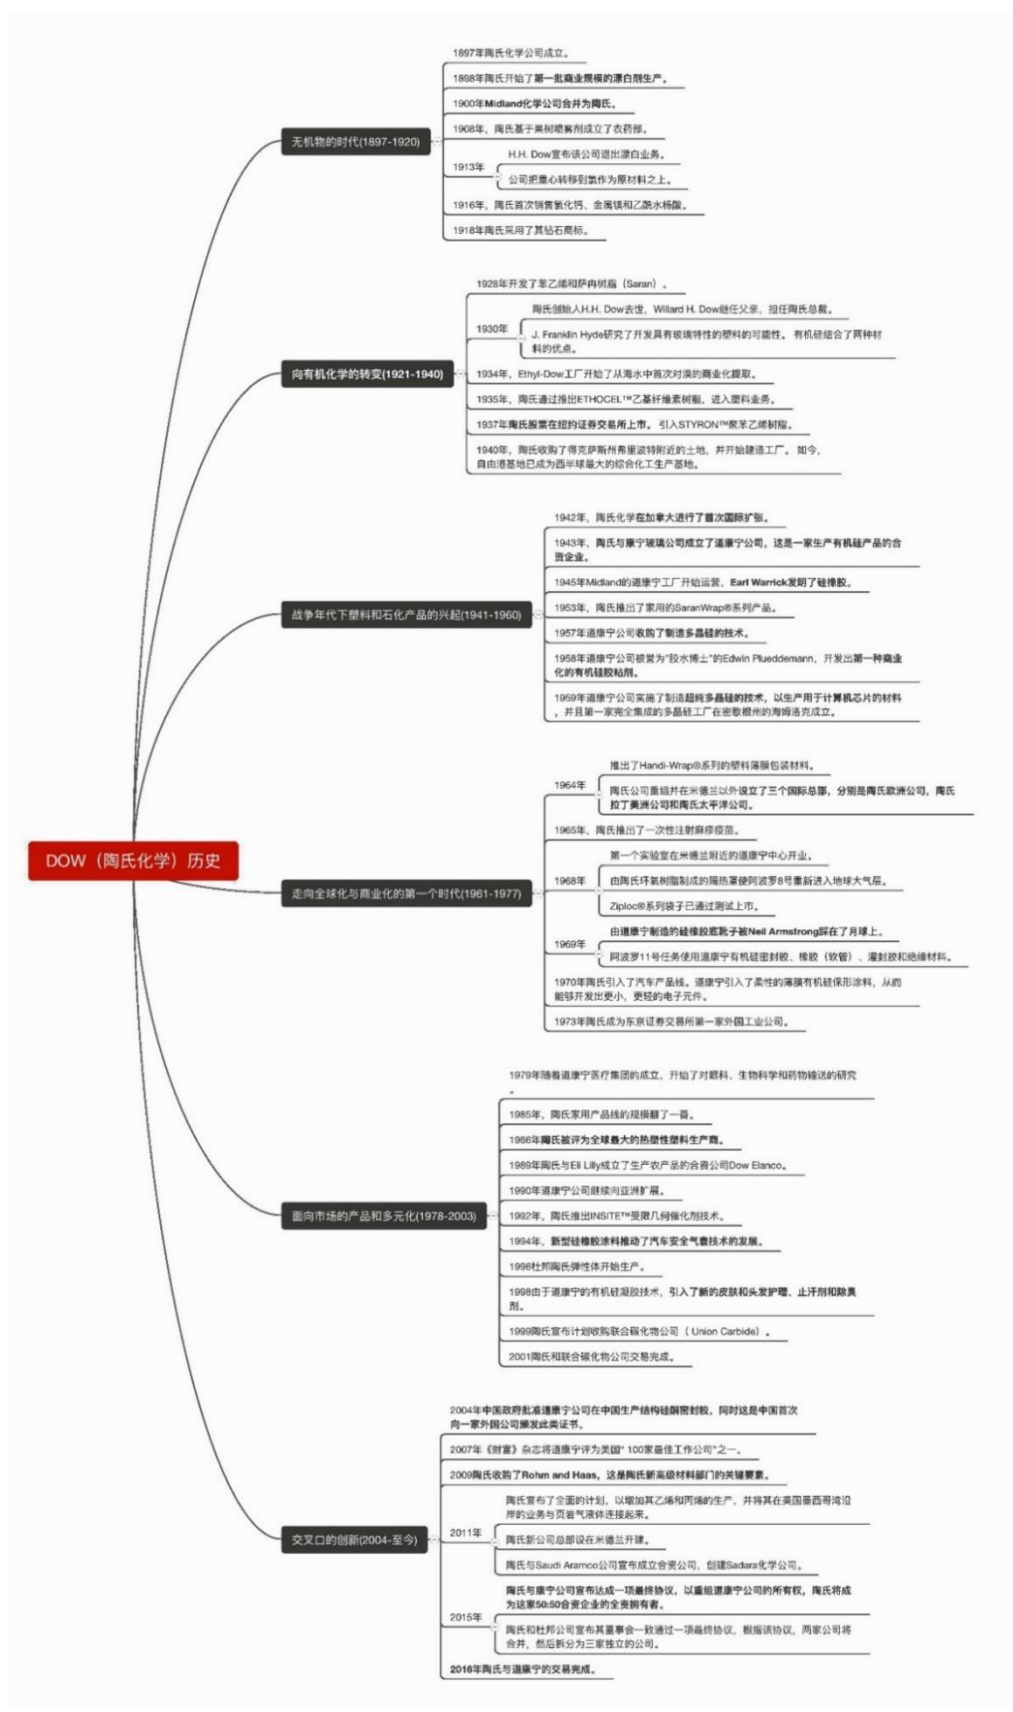 1897年陶氏化学公司成立。
1898年陶氏开始了第一批商业规模的漂白剂生产。
1900年Midland化学公司合并为陶氏。
1908年，陶氏基于果树喷雾剂成立了农药部。
无机物的时代(1897-1920)
H.H. Dow宣布该公司退出漂白业务。
1913年
公司把重心转移到氯作为原材料之上。
1916年，陶氏首次销售氯化钙、金属镁和乙酰水杨酸。
1918年陶氏采用了其钻石商标。
1928年开发了苯乙烯和萨冉树脂（Saran）。
陶氏创始人H.H. Dow去世，Willard H. Dow继任父亲，担任陶氏总裁。
1930年
J. Franklin Hyde研究了开发具有玻璃特性的塑料的可能性。 有机硅结合了两种材
料的优点。
向有机化学的转变(1921-1940)
1934年，Ethyl-Dow工厂开始了从海水中首次对溴的商业化提取。
1935年，陶氏通过推出ETHOCEL™乙基纤维素树脂，进入塑料业务。
1937年陶氏股票在纽约证券交易所上市。 引入STYRON™聚苯乙烯树脂。
1940年，陶氏收购了得克萨斯州弗里波特附近的土地，并开始建造工厂。 如今，
自由港基地已成为西半球最大的综合化工生产基地。
1942年，陶氏化学在加拿大进行了首次国际扩张。
1943年，陶氏与康宁玻璃公司成立了道康宁公司，这是一家生产有机硅产品的合
资企业。
1945年Midland的道康宁工厂开始运营，Earl Warrick发明了硅橡胶。
战争年代下塑料和石化产品的兴起(1941-1960)
1953年，陶氏推出了家用的SaranWrap®系列产品。
1957年道康宁公司收购了制造多晶硅的技术。
1958年道康宁公司被誉为“胶水博士”的Edwin Plueddemann，开发出第一种商业
化的有机硅胶粘剂。
1959年道康宁公司实施了制造超纯多晶硅的技术，以生产用于计算机芯片的材料
，并且第一家完全集成的多晶硅工厂在密歇根州的海姆洛克成立。
推出了Handi-Wrap®系列的塑料薄膜包装材料。
1964年
陶氏公司重组并在米德兰以外设立了三个国际总部，分别是陶氏欧洲公司，陶氏
拉丁美洲公司和陶氏太平洋公司。
1965年，陶氏推出了一次性注射麻疹疫苗。
第一个实验室在米德兰附近的道康宁中心开业。
DOW（陶氏化学）历史
1968年
由陶氏环氧树脂制成的隔热罩使阿波罗8号重新进入地球大气层。
走向全球化与商业化的第一个时代(1961-1977)
Ziploc®系列袋子已通过测试上市。
由道康宁制造的硅橡胶底靴子被Neil Armstrong踩在了月球上。
1969年
阿波罗11号任务使用道康宁有机硅密封胶、橡胶（软管）、灌封胶和绝缘材料。
1970年陶氏引入了汽车产品线。道康宁引入了柔性的薄膜有机硅保形涂料，从而
能够开发出更小，更轻的电子元件。
1973年陶氏成为东京证券交易所第一家外国工业公司。
1979年随着道康宁医疗集团的成立，开始了对眼科、生物科学和药物输送的研究
。
1985年，陶氏家用产品线的规模翻了一番。
1986年陶氏被评为全球最大的热塑性塑料生产商。
1989年陶氏与Eli Lilly成立了生产农产品的合资公司Dow Elanco。
1990年道康宁公司继续向亚洲扩展。
面向市场的产品和多元化(1978-2003)
1992年，陶氏推出INSITE™受限几何催化剂技术。
1994年，新型硅橡胶涂料推动了汽车安全气囊技术的发展。
1996杜邦陶氏弹性体开始生产。
1998由于道康宁的有机硅凝胶技术，引入了新的皮肤和头发护理、止汗剂和除臭
剂。
1999陶氏宣布计划收购联合碳化物公司（ Union Carbide）。
2001陶氏和联合碳化物公司交易完成。
2004年中国政府批准道康宁公司在中国生产结构硅酮密封胶，同时这是中国首次
向一家外国公司颁发此类证书。
2007年《财富》杂志将道康宁评为美国“ 100家最佳工作公司”之一。
2009陶氏收购了Rohm and Haas，这是陶氏新高级材料部门的关键要素。
陶氏宣布了全面的计划，以增加其乙烯和丙烯的生产，并将其在美国墨西哥湾沿
岸的业务与页岩气液体连接起来。
2011年
陶氏新公司总部设在米德兰开建。
交叉口的创新(2004-至今)
陶氏与Saudi Aramco公司宣布成立合资公司，创建Sadara化学公司。
陶氏与康宁公司宣布达成一项最终协议，以重组道康宁公司的所有权，陶氏将成
为这家50:50合资企业的全资拥有者。
2015年
陶氏和杜邦公司宣布其董事会一致通过一项最终协议，根据该协议，两家公司将
合并，然后拆分为三家独立的公司。
2016年陶氏与道康宁的交易完成。